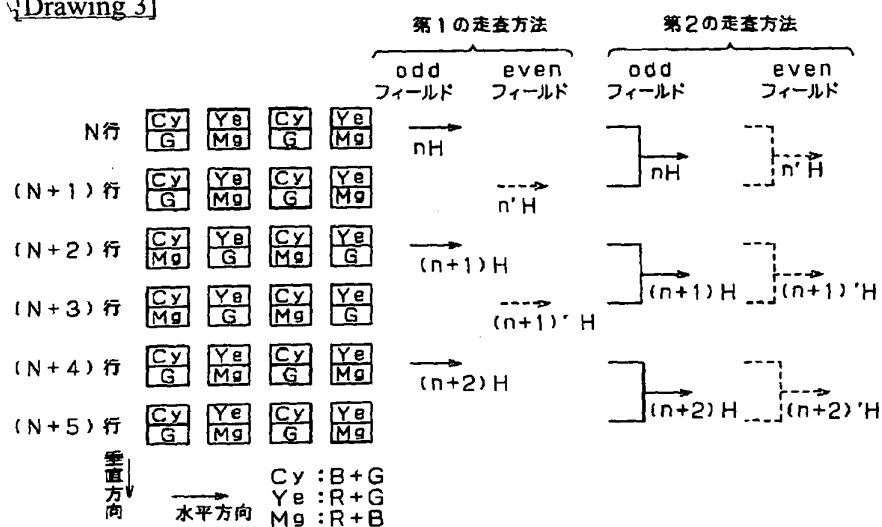 [Drawing 3]
第1の走査方法 第2の走査方法
odd even odd even
フィールド フィールド フィールド フィールド
N行 Cy Ye Cy Ye
G Mg G Mg
nH nH n'H
(N+1)行 Cy Ye Cy Ye
G Mg G Mg
n'H
(N+2)行 Cy Ye Cy Ye
Mg G Mg G
(n+1)H (n+1)H (n+1)'H
(N+3)行 Cy Ye Cy Ye
Mg G Mg G
(n+1)'H
(N+4)行 Cy Ye Cy Ye
G Mg G Mg
(n+2)H (n+2)H (n+2)'H
(N+5)行 Cy Ye Cy Ye
G Mg G Mg
垂直方向
水平方向
Cy:B+G
Ye:R+G
Mg:R+B